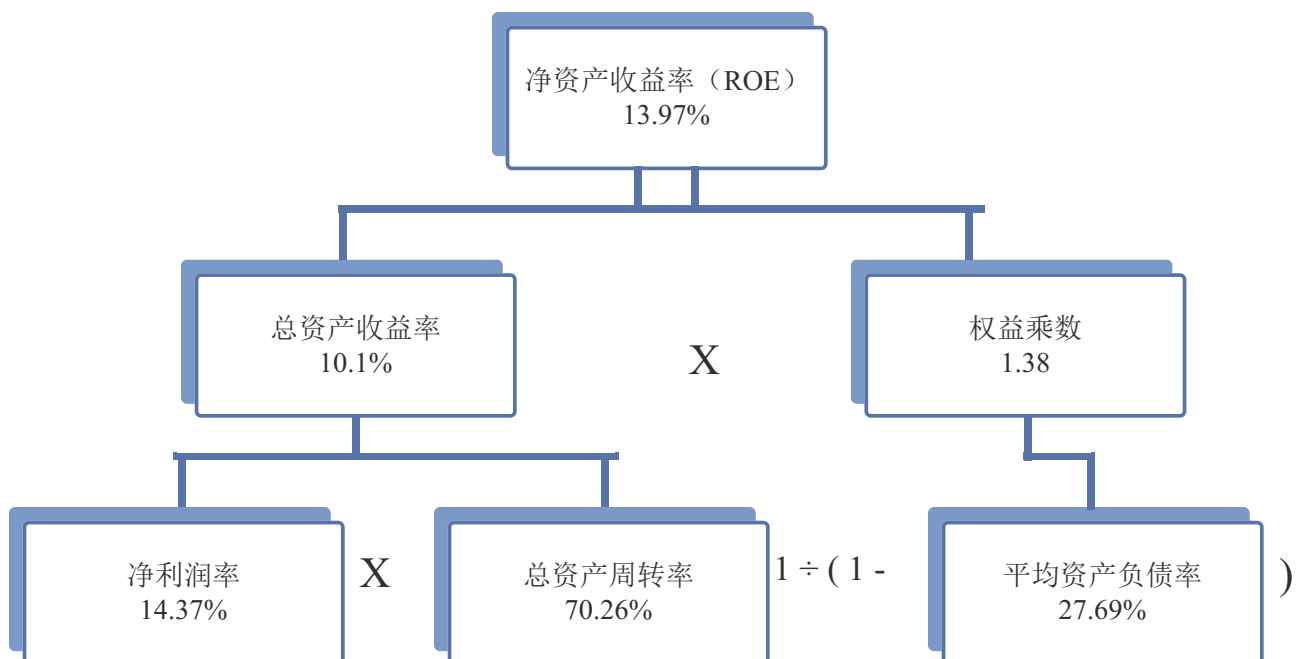 净资产收益率（ROE）
13.97%
总资产收益率
10.1%
X
权益乘数
1.38
净利润率
14.37%
X
总资产周转率
70.26%
1 ÷ ( 1 -
平均资产负债率
27.69%
)